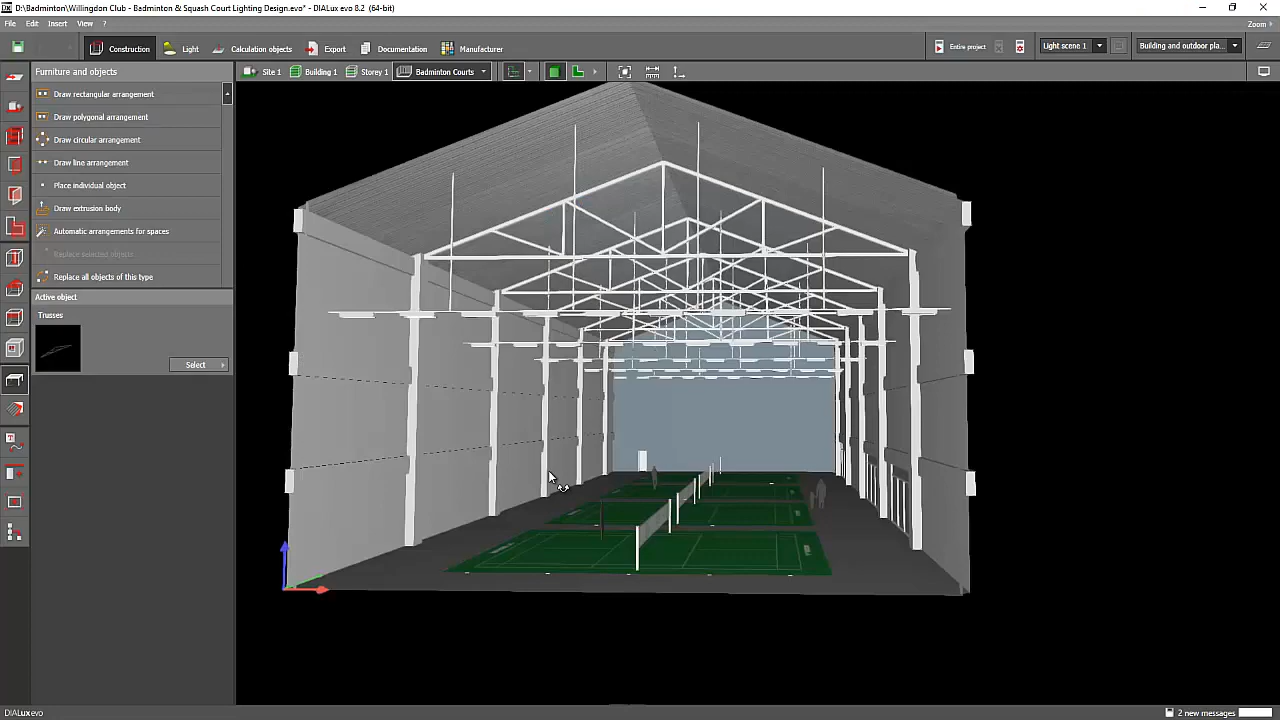 D:\Badminton\Willingdon Club - Badminton & Squash Court Lighting Design.evo* - DIALux evo 8.2 (64-bit)
File Edit Insert View ?
Zoom
Construction Light Calculation objects Export Documentation Manufacturer
Entire project Light scene 1 Building and outdoor pla...
Furniture and objects
Site 1 Building 1 Storey 1 Badminton Courts
Draw rectangular arrangement
Draw polygonal arrangement
Draw circular arrangement
Draw line arrangement
Place individual object
Draw extrusion body
Automatic arrangements for spaces
Replace selected objects
Replace all objects of this type
Active object
Trusses
Select
DIALux evo
2 new messages